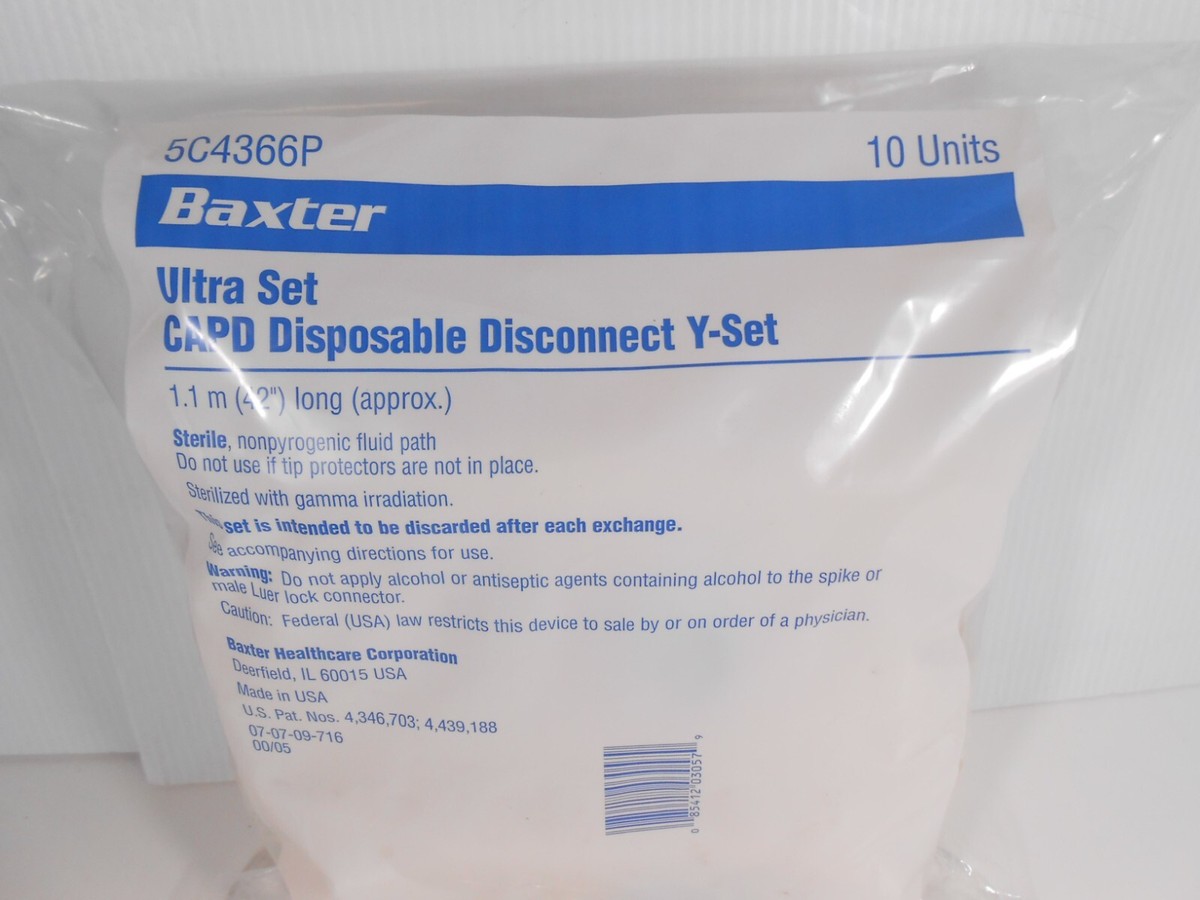 5C4366P
10 Units
Baxter
Ultra Set
CAPD Disposable Disconnect Y-Set
1.1 m (42") long (approx.)
Sterile, nonpyrogenic fluid path
Do not use if tip protectors are not in place.
Sterilized with gamma irradiation.
This set is intended to be discarded after each exchange.
See accompanying directions for use.
Warning: Do not apply alcohol or antiseptic agents containing alcohol to the spike or
male Luer lock connector.
Caution: Federal (USA) law restricts this device to sale by or on order of a physician.
Baxter Healthcare Corporation
Deerfield, IL 60015 USA
Made in USA
U.S. Pat. Nos. 4,346,703; 4,439,188
07-07-09-716
00/05
0 85412 03057 9